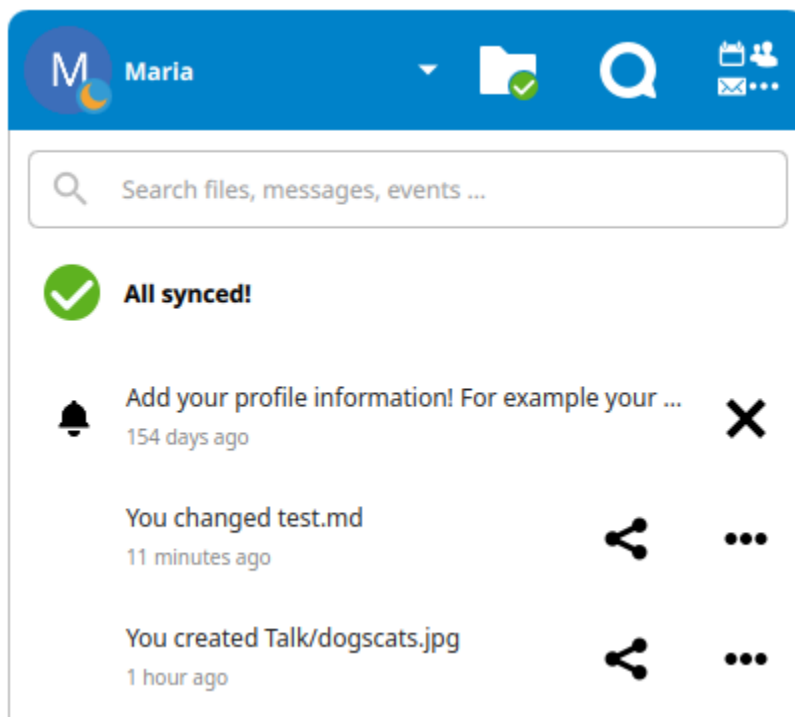 M
Maria
Search files, messages, events ...
All synced!
Add your profile information! For example your ...
154 days ago
You changed test.md
11 minutes ago
You created Talk/dogscats.jpg
1 hour ago